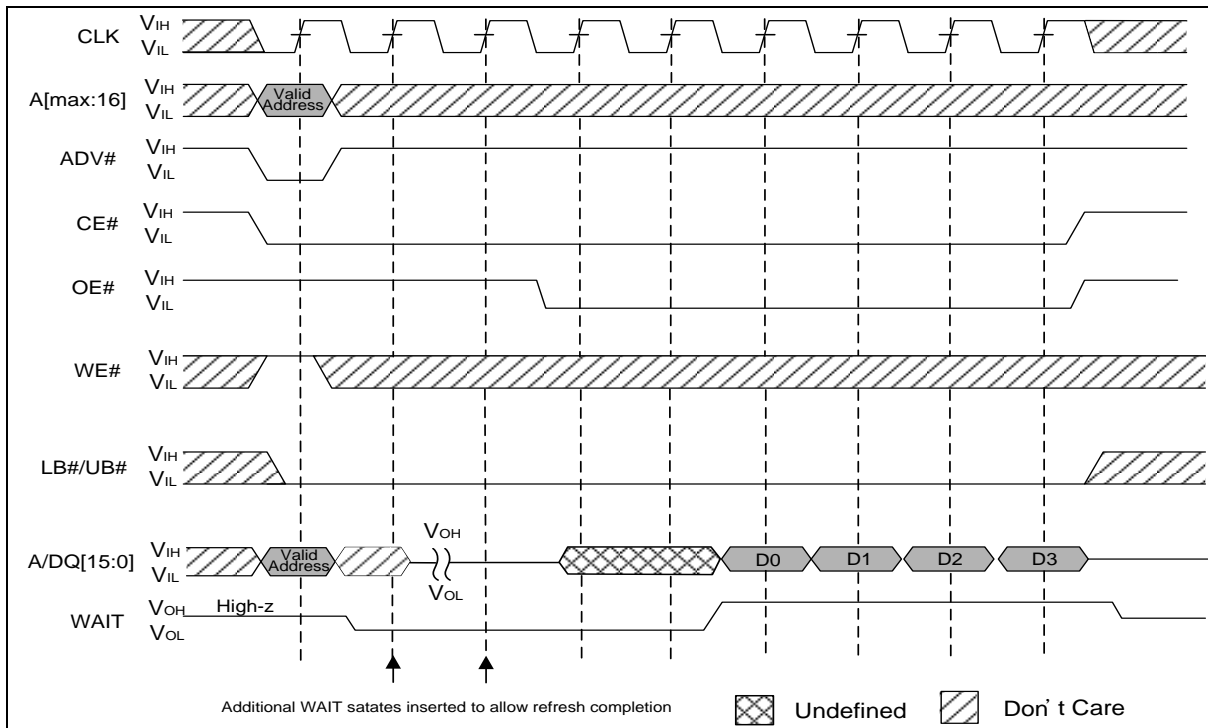 CLK VIH
VIL
A[max:16] VIH
VIL
Valid
Address
ADV# VIH
VIL
CE# VIH
VIL
OE# VIH
VIL
WE# VIH
VIL
LB#/UB# VIH
VIL
VOH
A/DQ[15:0] VIH
VIL
Valid
Address
D0 D1 D2 D3
VOL
WAIT VOH High-z
VOL
Additional WAIT satates inserted to allow refresh completion
Undefined Don't Care